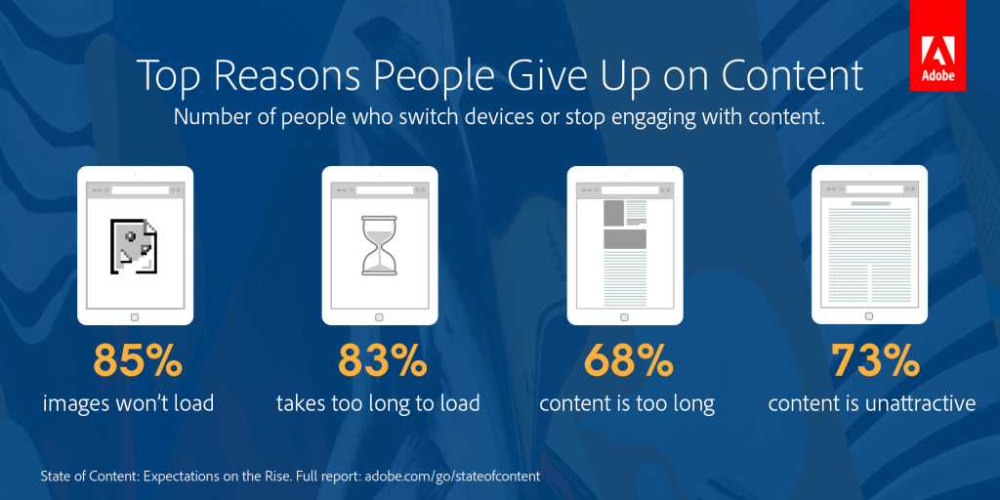 Adobe
Top Reasons People Give Up on Content
Number of people who switch devices or stop engaging with content.
85%
images won't load
83%
takes too long to load
68%
content is too long
73%
content is unattractive
State of Content: Expectations on the Rise. Full report: adobe.com/go/stateofcontent